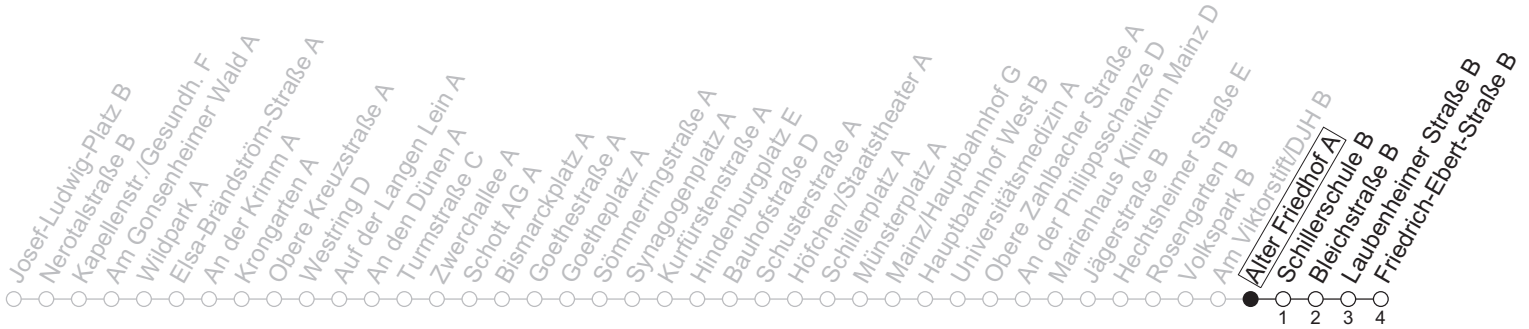 Josef-Ludwig-Platz B
Nerotalstraße B
Kapellenstr./Gesundh. F
Am Gonsenheimer Wald A
Wildpark A
Elsa-Brändström-Straße A
An der Krimm A
Krongarten A
Obere Kreuzstraße A
Westring D
Auf der Langen Lein A
An den Dünen A
Turmstraße C
Zwerchallee A
Schott AG A
Bismarckplatz A
Goethestraße A
Goetheplatz A
Sömmerringstraße A
Synagogenplatz A
Kurfürstenstraße A
Hindenburgplatz E
Bauhofstraße D
Schusterstraße A
Höfchen/Staatstheater A
Schillerplatz A
Münsterplatz A
Mainz/Hauptbahnhof G
Hauptbahnhof West B
Universitätsmedizin A
Obere Zahlbacher Straße A
An der Philippsschanze D
Marienhaus Klinikum Mainz D
Jägerstraße B
Hechtsheimer Straße E
Rosengarten B
Volkspark B
Am Viktorstift/DJH B
Alter Friedhof A
Schillerschule B
Bleichstraße B
Laubenheimer Straße B
Friedrich-Ebert-Straße B
1 2 3 4